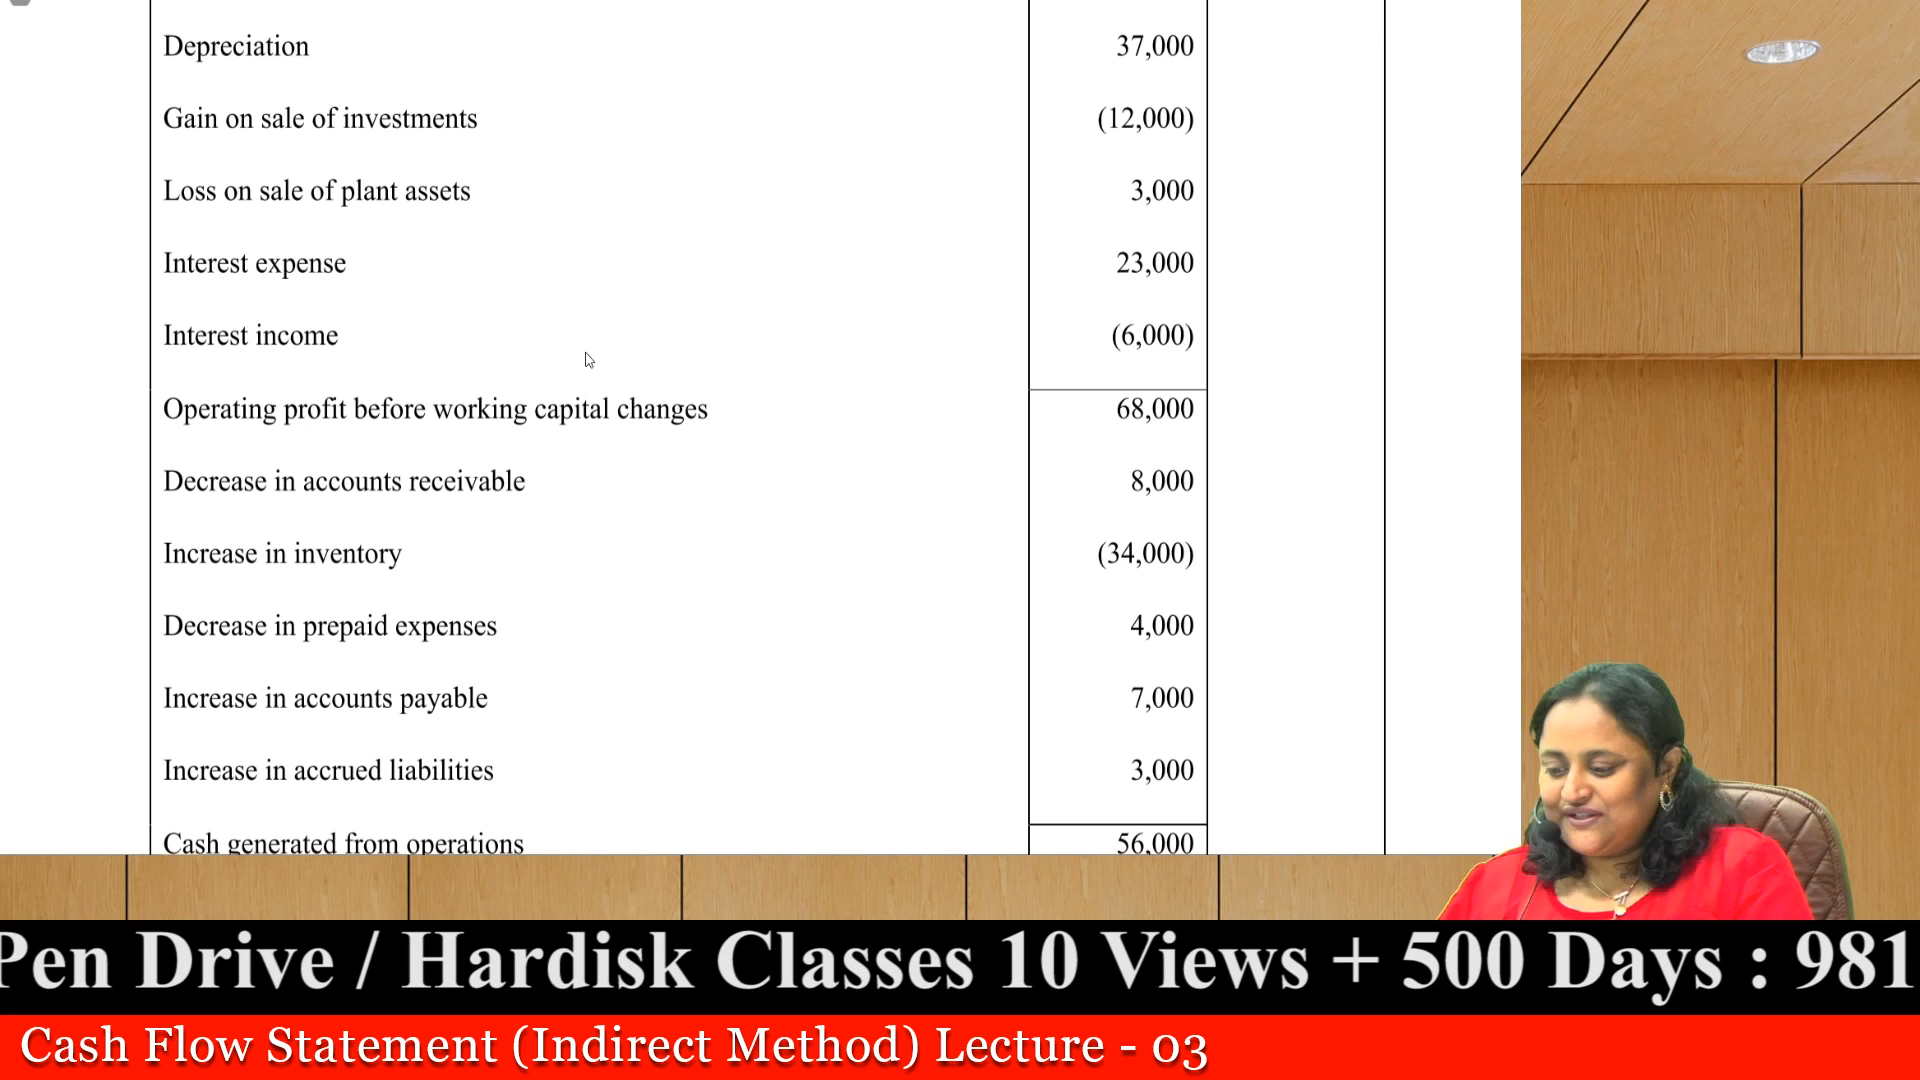 Depreciation 37,000
Gain on sale of investments (12,000)
Loss on sale of plant assets 3,000
Interest expense 23,000
Interest income (6,000)
Operating profit before working capital changes 68,000
Decrease in accounts receivable 8,000
Increase in inventory (34,000)
Decrease in prepaid expenses 4,000
Increase in accounts payable 7,000
Increase in accrued liabilities 3,000
Cash generated from operations 56,000
Pen Drive / Hardisk Classes 10 Views + 500 Days : 981
Cash Flow Statement (Indirect Method) Lecture - 03